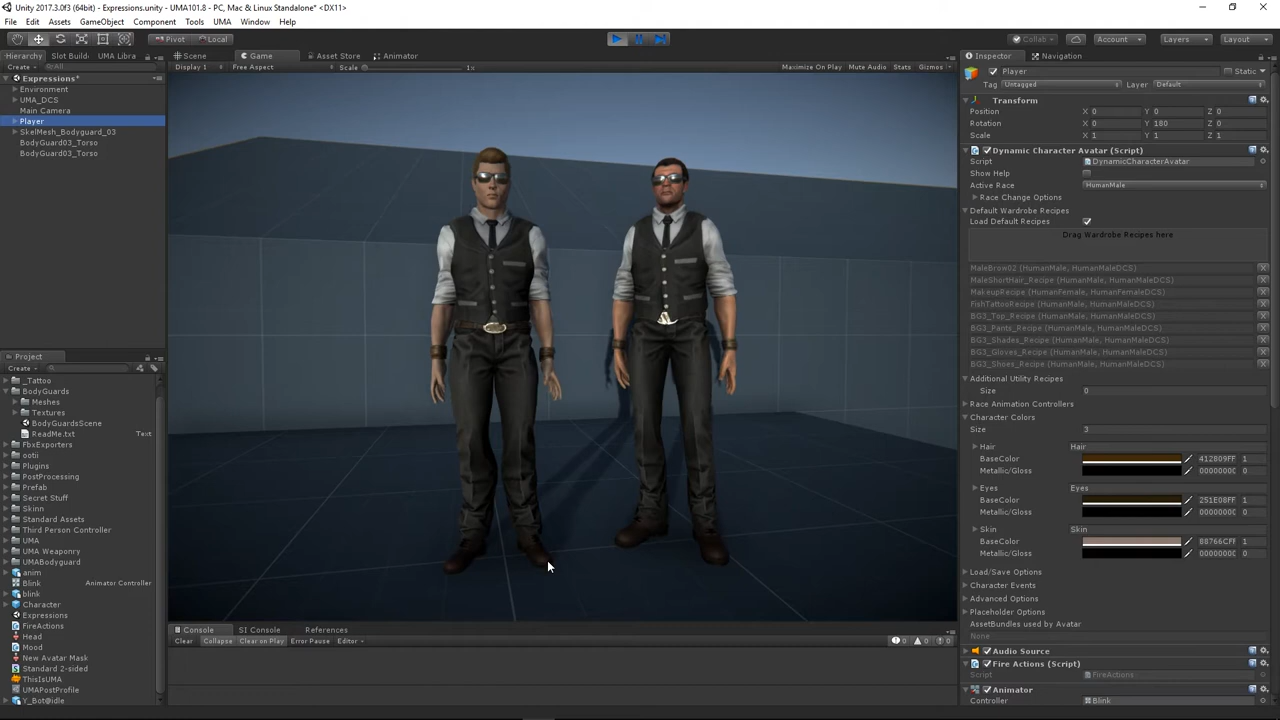 Unity 2017.3.0f3 (64bit) - Expressions.unity - UMA101.8 - PC, Mac & Linux Standalone* <DX11>
File Edit Assets GameObject Component Tools UMA Window Help
Pivot Local Collab Account Layers Layout
Hierarchy Slot Build UMA Libra Scene Game Asset Store Animator Inspector Navigation
Create All Display 1 Free Aspect Scale 1x Maximize On Play Mute Audio Stats Gizmos
Expressions*
Environment
UMA_DCS
Main Camera
Player
SkelMesh_Bodyguard_03
BodyGuard03_Torso
BodyGuard03_Torso
Project
Create
_Tattoo
BodyGuards
Meshes
Textures
BodyGuardsScene
ReadMe.txt Text
FbxExporters
ootii
Plugins
PostProcessing
Prefab
Secret Stuff
Skinn
Standard Assets
Third Person Controller
UMA
UMA Weaponry
UMABodyguard
anim
Blink Animator Controller
blink
Character
Expressions
FireActions
Head
Mood
New Avatar Mask
Standard 2-sided
ThisIsUMA
UMAPostProfile
Y_Bot@idle
Console SI Console References
Clear Collapse Clear on Play Error Pause Editor 0 0 0
Player Static
Tag Untagged Layer Default
Transform
Position X 0 Y 0 Z 0
Rotation X 0 Y 180 Z 0
Scale X 1 Y 1 Z 1
Dynamic Character Avatar (Script)
Script DynamicCharacterAvatar
Show Help
Active Race HumanMale
Race Change Options
Default Wardrobe Recipes
Load Default Recipes
Drag Wardrobe Recipes here
MaleBrow02 (HumanMale, HumanMaleDCS) X
MaleShortHair_Recipe (HumanMale, HumanMaleDCS) X
MakeupRecipe (HumanFemale, HumanFemaleDCS) X
FishTattooRecipe (HumanMale, HumanMaleDCS) X
BG3_Top_Recipe (HumanMale, HumanMaleDCS) X
BG3_Pants_Recipe (HumanMale, HumanMaleDCS) X
BG3_Shades_Recipe (HumanMale, HumanMaleDCS) X
BG3_Gloves_Recipe (HumanMale, HumanMaleDCS) X
BG3_Shoes_Recipe (HumanMale, HumanMaleDCS) X
Additional Utility Recipes
Size 0
Race Animation Controllers
Character Colors
Size 3
Hair Hair
BaseColor 412809FF 1
Metallic/Gloss 0000000C 0
Eyes Eyes
BaseColor 251E08FF 1
Metallic/Gloss 0000000C 0
Skin Skin
BaseColor 88766CFF 1
Metallic/Gloss 0000000C 0
Load/Save Options
Character Events
Advanced Options
Placeholder Options
AssetBundles used by Avatar
None
Audio Source
Fire Actions (Script)
Script FireActions
Animator
Controller Blink